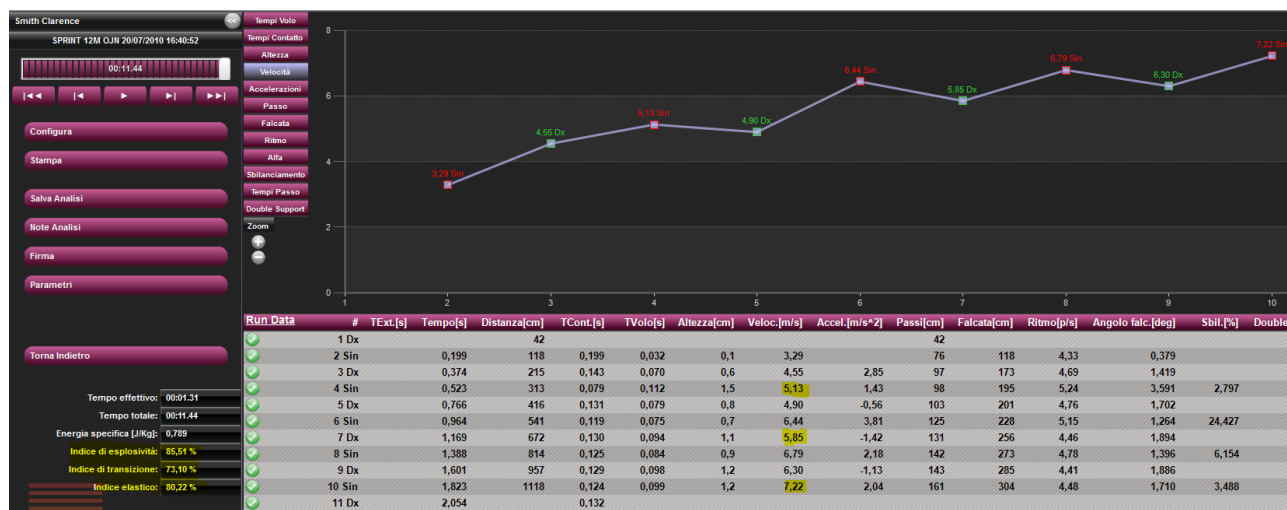 Smith Clarence
SPRINT 12M OJN 20/07/2010 16:40:52
00:11.44
Configura
Stampa
Salva Analisi
Note Analisi
Firma
Parametri
Torna Indietro
Tempo effettivo: 00:01.31
Tempo totale: 00:11.44
Energia specifica [J/Kg]: 0,789
Indice di esplosività: 85,51 %
Indice di transizione: 73,10 %
Indice elastico: 80,22 %
Tempi Volo
Tempi Contatto
Altezza
Velocità
Accelerazioni
Passo
Falcata
Ritmo
Alfa
Sbilanciamento
Tempi Passo
Double Support
Zoom
8
6
4
2
0
3,29 Sin
4,55 Dx
5,13 Sin
4,90 Dx
6,44 Sin
5,85 Dx
6,79 Sin
6,30 Dx
7,22 Sin
1 2 3 4 5 6 7 8 9 10
Run Data # TExt.[s] Tempo[s] Distanza[cm] TCont.[s] TVolo[s] Altezza[cm] Veloc.[m/s] Accel.[m/s^2] Passi[cm] Falcata[cm] Ritmo[p/s] Angolo falc.[deg] Sbil.[%] Double
1 Dx 42 42
2 Sin 0,199 118 0,199 0,032 0,1 3,29 76 118 4,33 0,379
3 Dx 0,374 215 0,143 0,070 0,6 4,55 2,85 97 173 4,69 1,419
4 Sin 0,523 313 0,079 0,112 1,5 5,13 1,43 98 195 5,24 3,591 2,797
5 Dx 0,766 416 0,131 0,079 0,8 4,90 -0,56 103 201 4,76 1,702
6 Sin 0,964 541 0,119 0,075 0,7 6,44 3,81 125 228 5,15 1,264 24,427
7 Dx 1,169 672 0,130 0,094 1,1 5,85 -1,42 131 256 4,46 1,894
8 Sin 1,388 814 0,125 0,084 0,9 6,79 2,18 142 273 4,78 1,396 6,154
9 Dx 1,601 957 0,129 0,098 1,2 6,30 -1,13 143 285 4,41 1,886
10 Sin 1,823 1118 0,124 0,099 1,2 7,22 2,04 161 304 4,48 1,710 3,488
11 Dx 2,054 0,132